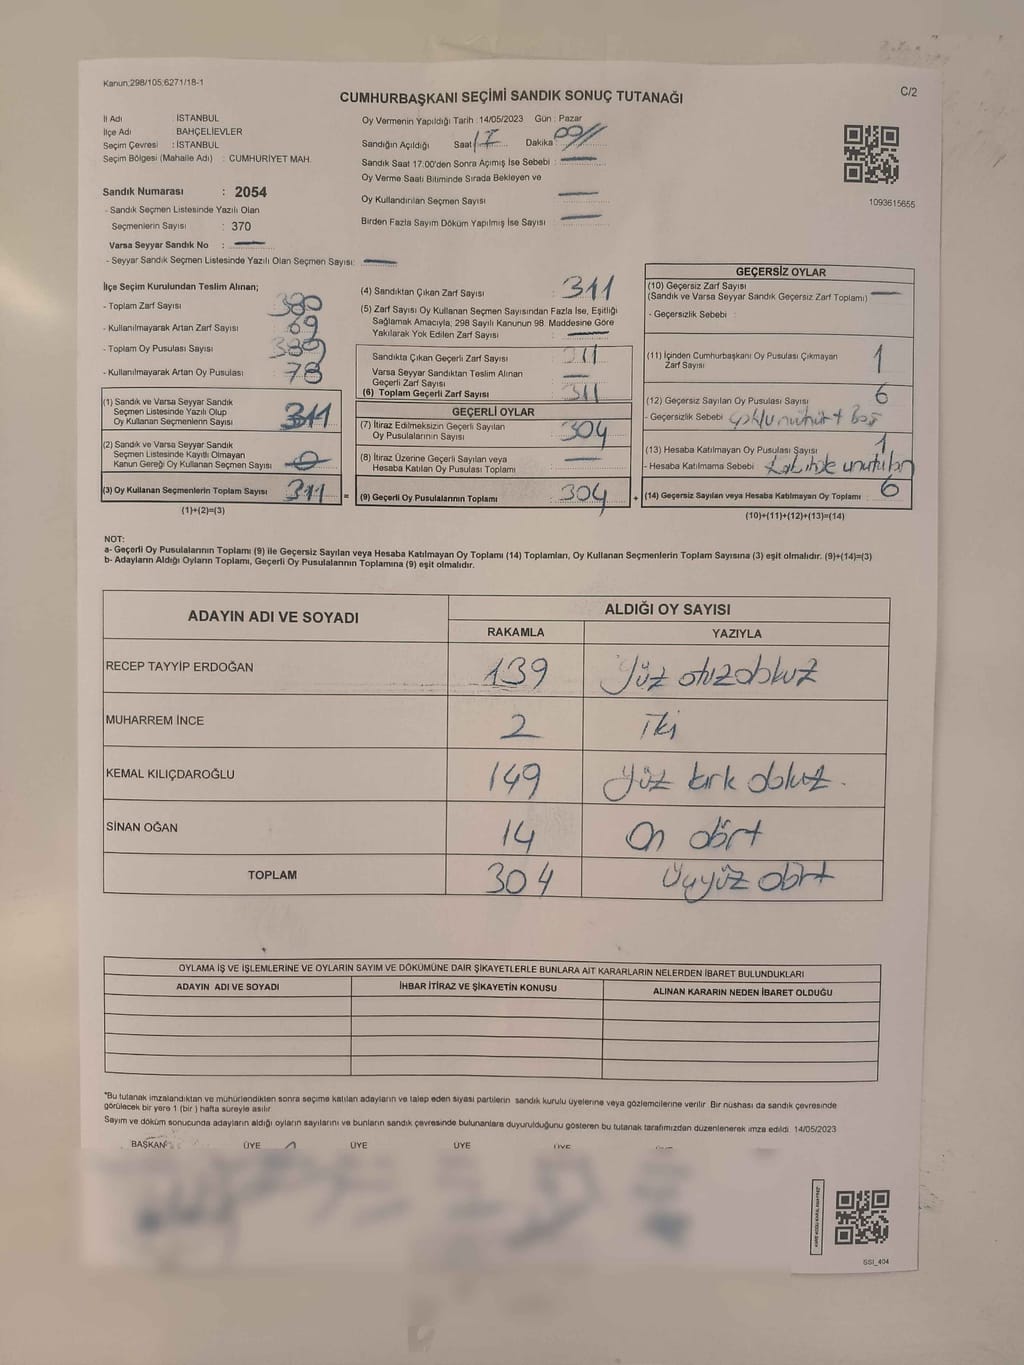 Kanun;298/105;6271/18-1
C/2
CUMHURBAŞKANI SEÇİMİ SANDIK SONUÇ TUTANAĞI
İl Adı : İSTANBUL
İlçe Adı : BAHÇELİEVLER
Seçim Çevresi : İSTANBUL
Seçim Bölgesi (Mahalle Adı) : CUMHURİYET MAH.
Sandık Numarası : 2054
- Sandık Seçmen Listesinde Yazılı Olan
Seçmenlerin Sayısı : 370
Varsa Seyyar Sandık No :
- Seyyar Sandık Seçmen Listesinde Yazılı Olan Seçmen Sayısı:
Oy Vermenin Yapıldığı Tarih : 14/05/2023 Gün : Pazar
Sandığın Açıldığı Saat 17 Dakika 00
Sandık Saat 17:00'den Sonra Açımış İse Sebebi :
Oy Verme Saati Bitiminde Sırada Bekleyen ve
Oy Kullandırılan Seçmen Sayısı :
Birden Fazla Sayım Döküm Yapılmış İse Sayısı :
1093615655
İlçe Seçim Kurulundan Teslim Alınan;
- Toplam Zarf Sayısı : 380
- Kullanılmayarak Artan Zarf Sayısı : 69
- Toplam Oy Pusulası Sayısı :
- Kullanılmayarak Artan Oy Pusulası : 78
(1) Sandık ve Varsa Seyyar Sandık
Seçmen Listesinde Yazılı Olup
Oy Kullanan Seçmenlerin Sayısı : 311
(2) Sandık ve Varsa Seyyar Sandık
Seçmen Listesinde Kayıtlı Olmayan
Kanun Gereği Oy Kullanan Seçmen Sayısı : 0
(3) Oy Kullanan Seçmenlerin Toplam Sayısı : 311
(1)+(2)=(3)
=
(4) Sandıktan Çıkan Zarf Sayısı : 311
(5) Zarf Sayısı Oy Kullanan Seçmen Sayısından Fazla İse, Eşitliği
Sağlamak Amacıyla, 298 Sayılı Kanunun 98. Maddesine Göre
Yakılarak Yok Edilen Zarf Sayısı :
Sandıkta Çıkan Geçerli Zarf Sayısı : 311
Varsa Seyyar Sandıktan Teslim Alınan
Geçerli Zarf Sayısı :
(6) Toplam Geçerli Zarf Sayısı : 311
GEÇERLİ OYLAR
(7) İtiraz Edilmeksizin Geçerli Sayılan
Oy Pusulalarının Sayısı : 304
(8) İtiraz Üzerine Geçerli Sayılan veya
Hesaba Katılan Oy Pusulası Toplamı :
(9) Geçerli Oy Pusulalarının Toplamı : 304
+
GEÇERSİZ OYLAR
(10) Geçersiz Zarf Sayısı
(Sandık ve Varsa Seyyar Sandık Geçersiz Zarf Toplamı) :
- Geçersizlik Sebebi :
(11) İçinden Cumhurbaşkanı Oy Pusulası Çıkmayan
Zarf Sayısı : 1
(12) Geçersiz Sayılan Oy Pusulası Sayısı : 6
- Geçersizlik Sebebi
(13) Hesaba Katılmayan Oy Pusulası Sayısı : 1
- Hesaba Katılmama Sebebi : unutulan
(14) Geçersiz Sayılan veya Hesaba Katılmayan Oy Toplamı : 6
(10)+(11)+(12)+(13)=(14)
NOT:
a- Geçerli Oy Pusulalarının Toplamı (9) ile Geçersiz Sayılan veya Hesaba Katılmayan Oy Toplamı (14) Toplamları, Oy Kullanan Seçmenlerin Toplam Sayısına (3) eşit olmalıdır. (9)+(14)=(3)
b- Adayların Aldığı Oyların Toplamı, Geçerli Oy Pusulalarının Toplamına (9) eşit olmalıdır.
ADAYIN ADI VE SOYADI
ALDIĞI OY SAYISI
RAKAMLA YAZIYLA
RECEP TAYYİP ERDOĞAN 139 Yüz otuzdokuz
MUHARREM İNCE 2 İki
KEMAL KILIÇDAROĞLU 149 Yüz kırk dokuz.
SİNAN OĞAN 14 On dört
TOPLAM 304 Üçyüz dört
OYLAMA İŞ VE İŞLEMLERİNE VE OYLARIN SAYIM VE DÖKÜMÜNE DAİR ŞİKAYETLERLE BUNLARA AİT KARARLARIN NELERDEN İBARET BULUNDUKLARI
ADAYIN ADI VE SOYADI İHBAR İTİRAZ VE ŞİKAYETİN KONUSU ALINAN KARARIN NEDEN İBARET OLDUĞU
*Bu tutanak imzalandıktan ve mühürlendikten sonra seçime katılan adayların ve talep eden siyasi partilerin sandık kurulu üyelerine veya gözlemcilerine verilir. Bir nüshası da sandık çevresinde
görülecek bir yere 1 (bir) hafta süreyle asılır
Sayım ve döküm sonucunda adayların aldığı oyların sayılarını ve bunların sandık çevresinde bulunanlara duyurulduğunu gösteren bu tutanak tarafımızdan düzenlenerek imza edildi. 14/05/2023
BAŞKAN ÜYE ÜYE ÜYE ÜYE
SSI_404